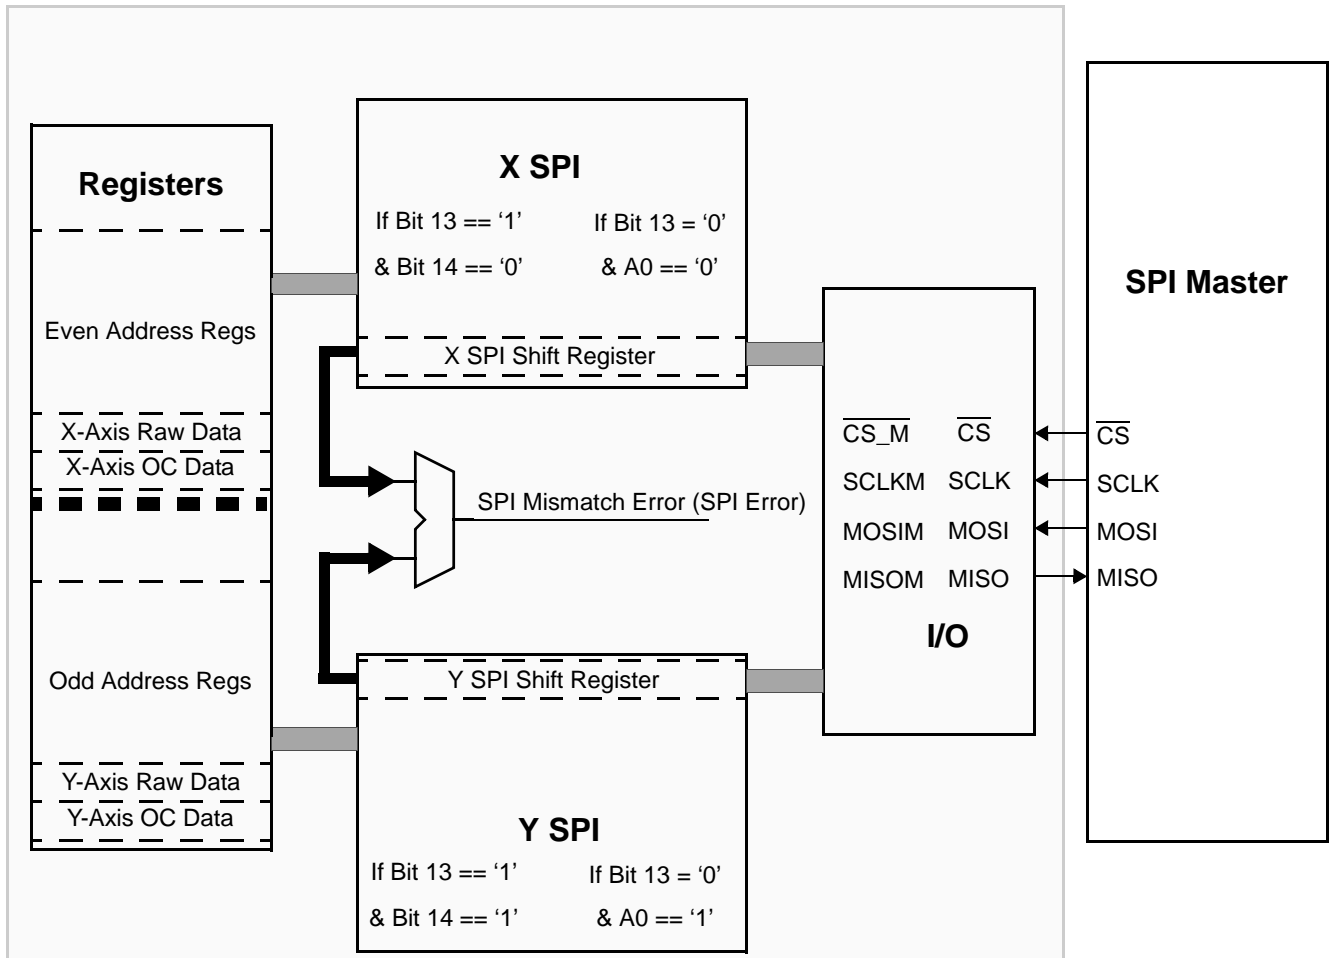 Registers
Even Address Regs
X-Axis Raw Data
X-Axis OC Data
Odd Address Regs
Y-Axis Raw Data
Y-Axis OC Data
X SPI
If Bit 13 == ‘1’ If Bit 13 = ‘0’
& Bit 14 == ‘0’ & A0 == ‘0’
X SPI Shift Register
SPI Mismatch Error (SPI Error)
Y SPI Shift Register
Y SPI
If Bit 13 == ‘1’ If Bit 13 = ‘0’
& Bit 14 == ‘1’ & A0 == ‘1’
CS_M CS
SCLKM SCLK
MOSIM MOSI
MISOM MISO
I/O
SPI Master
CS
SCLK
MOSI
MISO